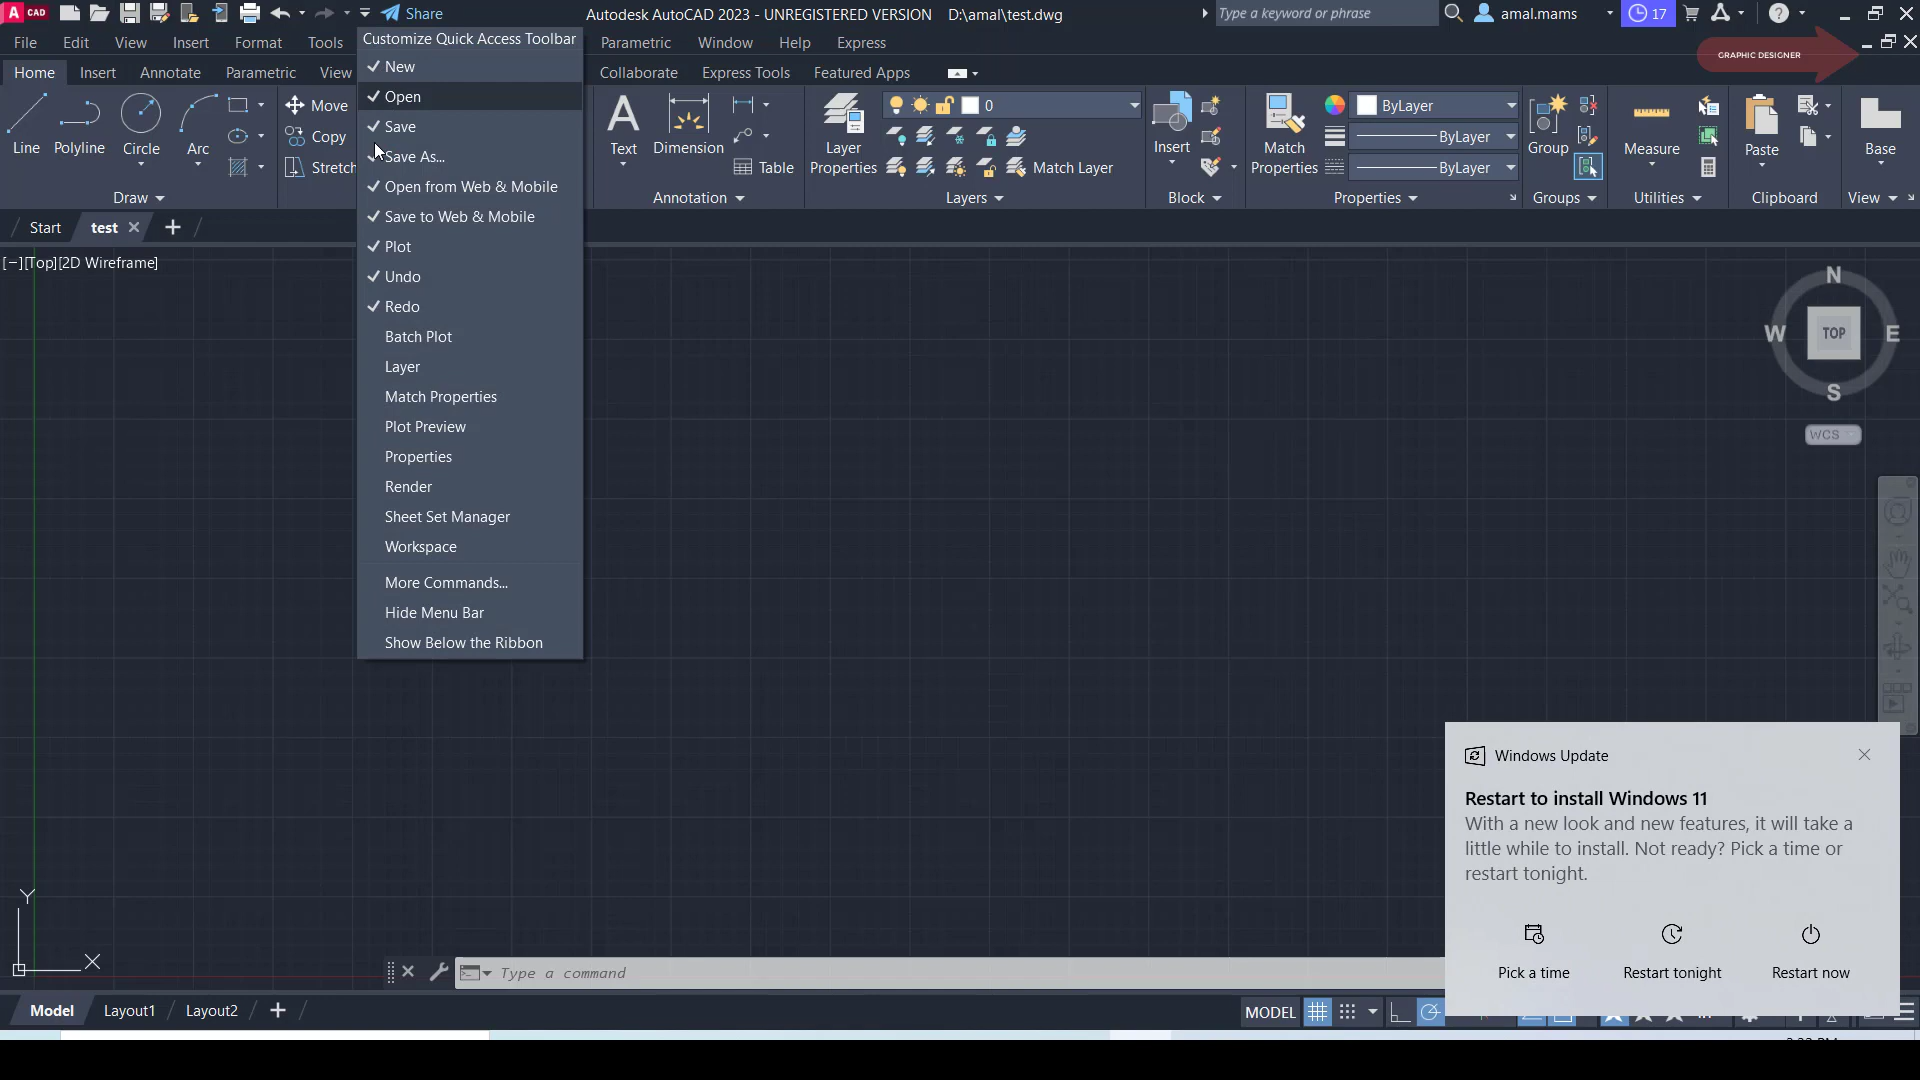 A CAD
Share
Autodesk AutoCAD 2023 - UNREGISTERED VERSION D:\amal\test.dwg
Type a keyword or phrase
amal.mams
17
File Edit View Insert Format Tools
Parametric Window Help Express
Customize Quick Access Toolbar
GRAPHIC DESIGNER
Home Insert Annotate Parametric View
Collaborate Express Tools Featured Apps
Line Polyline Circle Arc
Move
Copy
Stretch
Draw
Text Dimension
Table
Annotation
Layer
Properties
0
Match Layer
Layers
Insert
Block
Match
Properties
ByLayer
ByLayer
ByLayer
Properties
Group
Groups
Measure
Utilities
Paste
Clipboard
Base
View
New
Open
Save
Save As...
Open from Web & Mobile
Save to Web & Mobile
Plot
Undo
Redo
Batch Plot
Layer
Match Properties
Plot Preview
Properties
Render
Sheet Set Manager
Workspace
More Commands...
Hide Menu Bar
Show Below the Ribbon
Start test
[−][Top][2D Wireframe]
N
W TOP E
S
WCS
Windows Update
Restart to install Windows 11
With a new look and new features, it will take a
little while to install. Not ready? Pick a time or
restart tonight.
Pick a time Restart tonight Restart now
Y
X
Type a command
Model Layout1 Layout2
MODEL